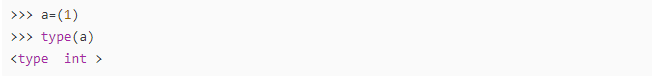 >>> a=(1)
>>> type(a)
<type  int >